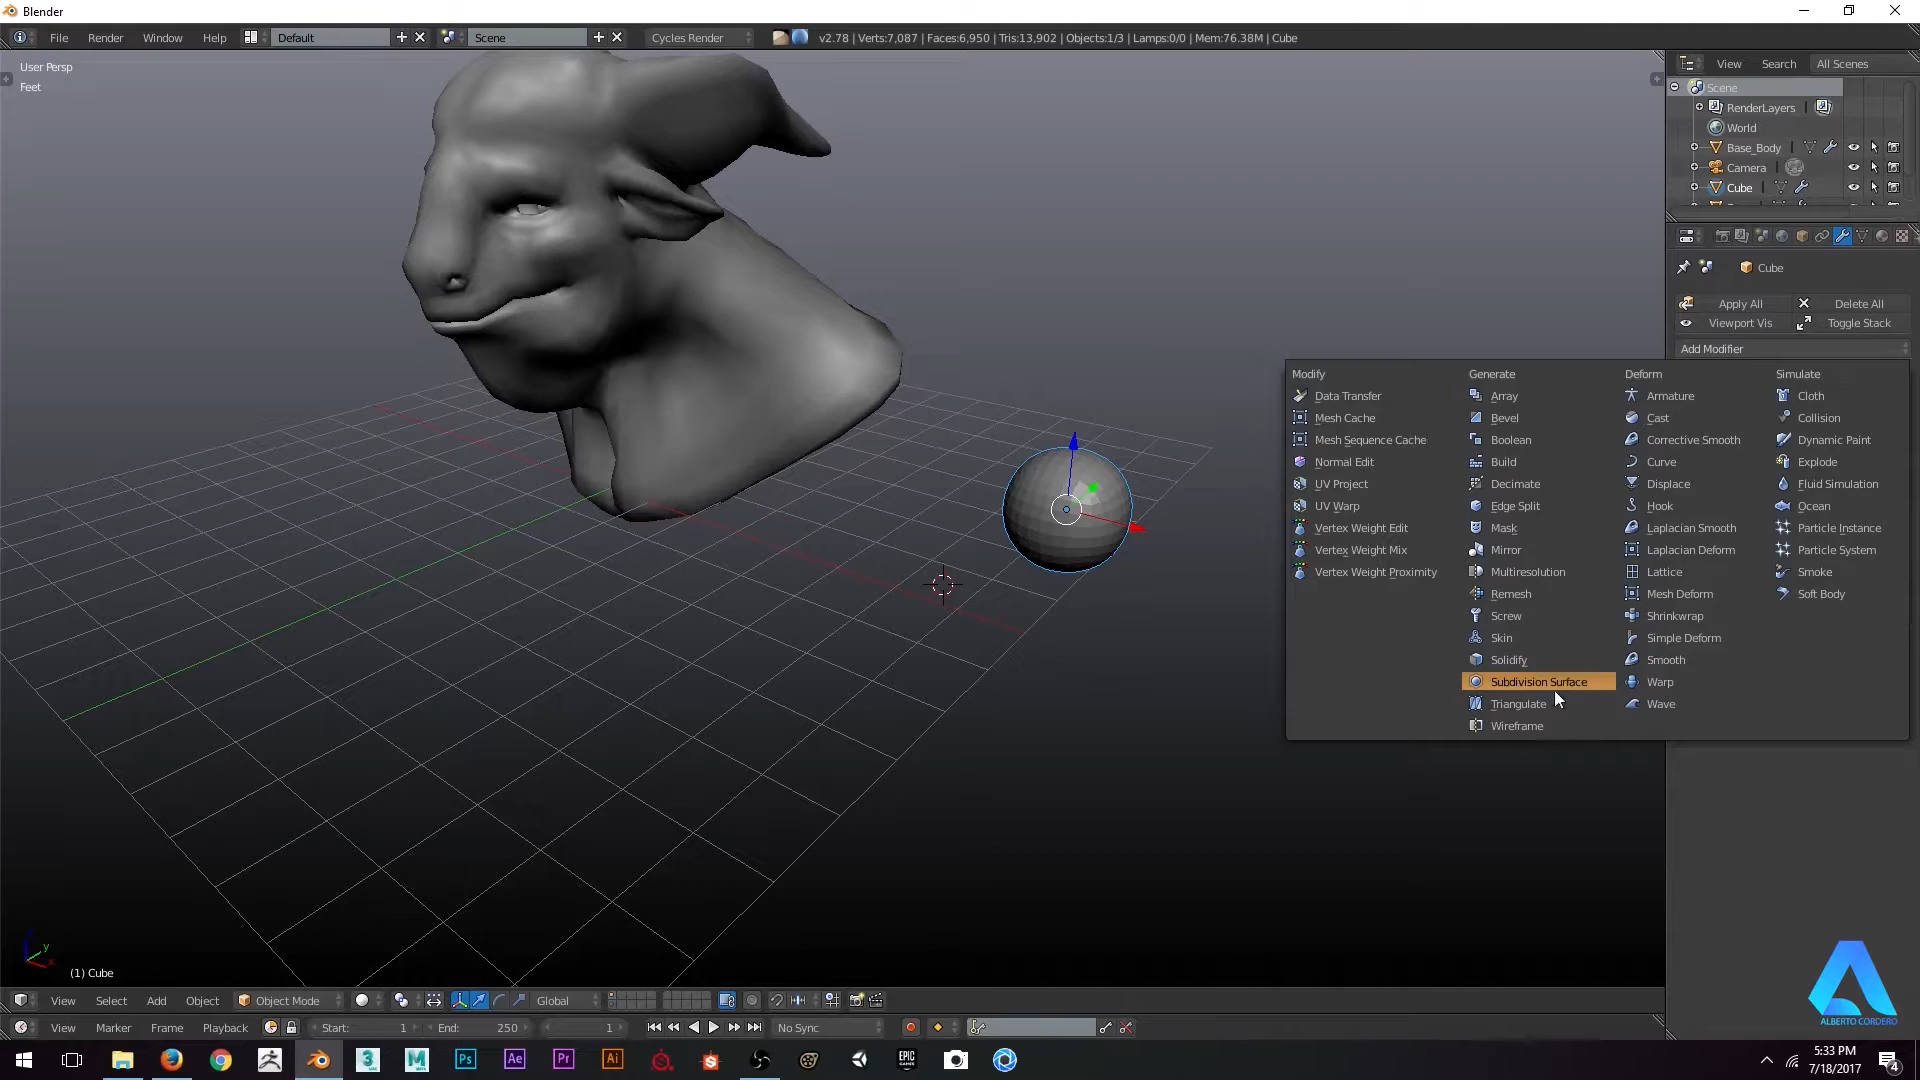 Blender
File Render Window Help Default Scene Cycles Render v2.78 | Verts:7,087 | Faces:6,950 | Tris:13,902 | Objects:1/3 | Lamps:0/0 | Mem:76.38M | Cube
User Persp
Feet
View Search All Scenes
Scene
RenderLayers
World
Base_Body
Camera
Cube
Cube
Apply All Delete All
Viewport Vis Toggle Stack
Add Modifier
Modify
Data Transfer
Mesh Cache
Mesh Sequence Cache
Normal Edit
UV Project
UV Warp
Vertex Weight Edit
Vertex Weight Mix
Vertex Weight Proximity
Generate
Array
Bevel
Boolean
Build
Decimate
Edge Split
Mask
Mirror
Multiresolution
Remesh
Screw
Skin
Solidify
Subdivision Surface
Triangulate
Wireframe
Deform
Armature
Cast
Corrective Smooth
Curve
Displace
Hook
Laplacian Smooth
Laplacian Deform
Lattice
Mesh Deform
Shrinkwrap
Simple Deform
Smooth
Warp
Wave
Simulate
Cloth
Collision
Dynamic Paint
Explode
Fluid Simulation
Ocean
Particle Instance
Particle System
Smoke
Soft Body
y
x
(1) Cube
ALBERTO CORDERO
View Select Add Object Object Mode Global
View Marker Frame Playback Start: 1 End: 250 1 No Sync
3 M Ps Ae Pr Ai S EPIC GAMES
5:33 PM
7/18/2017
4